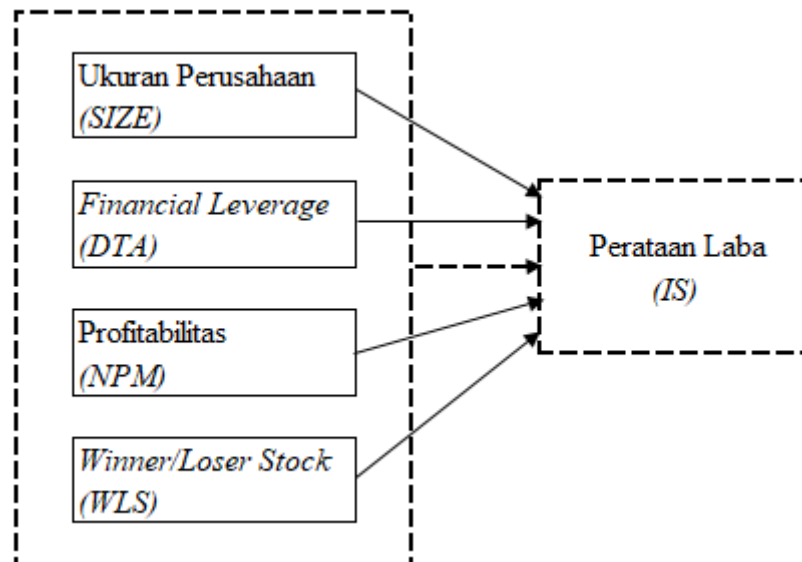 Ukuran Perusahaan
(SIZE)
Financial Leverage
(DTA)
Profitabilitas
(NPM)
Winner/Loser Stock
(WLS)
Perataan Laba
(IS)